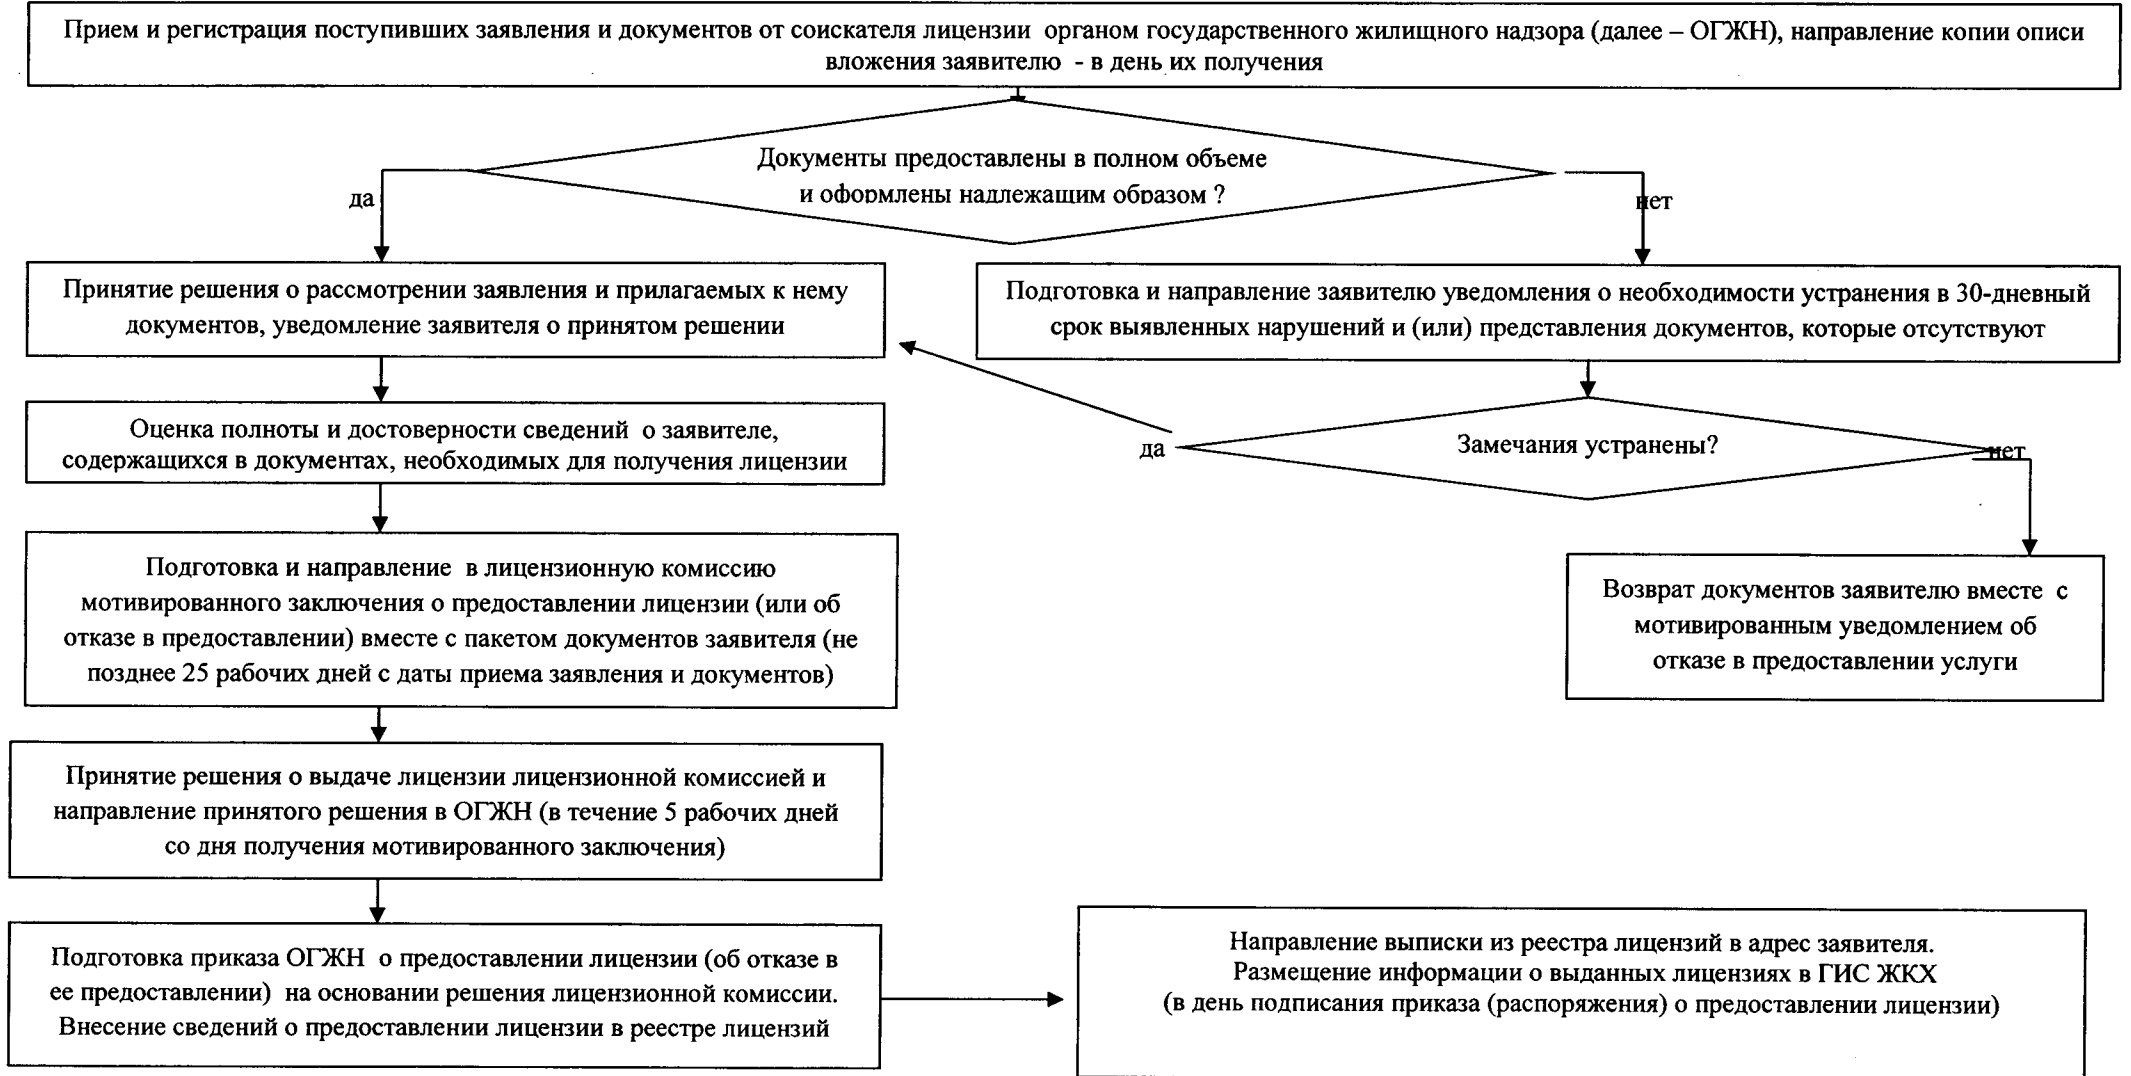 Прием и регистрация поступивших заявления и документов от соискателя лицензии органом государственного жилищного надзора (далее – ОГЖН), направление копии описи
вложения заявителю - в день их получения
Документы предоставлены в полном объеме
и оформлены надлежащим образом ?
да
нет
Принятие решения о рассмотрении заявления и прилагаемых к нему
документов, уведомление заявителя о принятом решении
Подготовка и направление заявителю уведомления о необходимости устранения в 30-дневный
срок выявленных нарушений и (или) представления документов, которые отсутствуют
Оценка полноты и достоверности сведений о заявителе,
содержащихся в документах, необходимых для получения лицензии
да
Замечания устранены?
нет
Подготовка и направление в лицензионную комиссию
мотивированного заключения о предоставлении лицензии (или об
отказе в предоставлении) вместе с пакетом документов заявителя (не
позднее 25 рабочих дней с даты приема заявления и документов)
Возврат документов заявителю вместе с
мотивированным уведомлением об
отказе в предоставлении услуги
Принятие решения о выдаче лицензии лицензионной комиссией и
направление принятого решения в ОГЖН (в течение 5 рабочих дней
со дня получения мотивированного заключения)
Подготовка приказа ОГЖН о предоставлении лицензии (об отказе в
ее предоставлении) на основании решения лицензионной комиссии.
Внесение сведений о предоставлении лицензии в реестре лицензий
Направление выписки из реестра лицензий в адрес заявителя.
Размещение информации о выданных лицензиях в ГИС ЖКХ
(в день подписания приказа (распоряжения) о предоставлении лицензии)